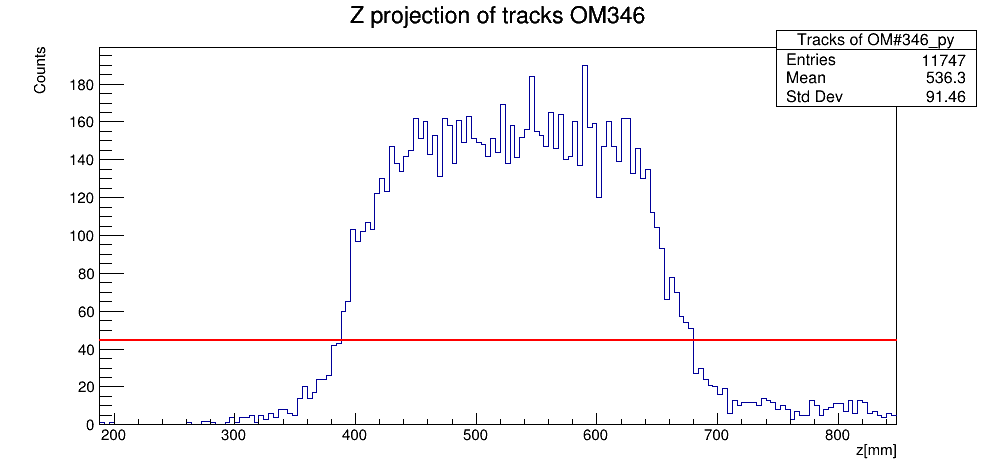 Z projection of tracks OM346
Counts
Tracks of OM#346_py
Entries 11747
Mean 536.3
Std Dev 91.46
180
160
140
120
100
80
60
40
20
0
200 300 400 500 600 700 800
z[mm]